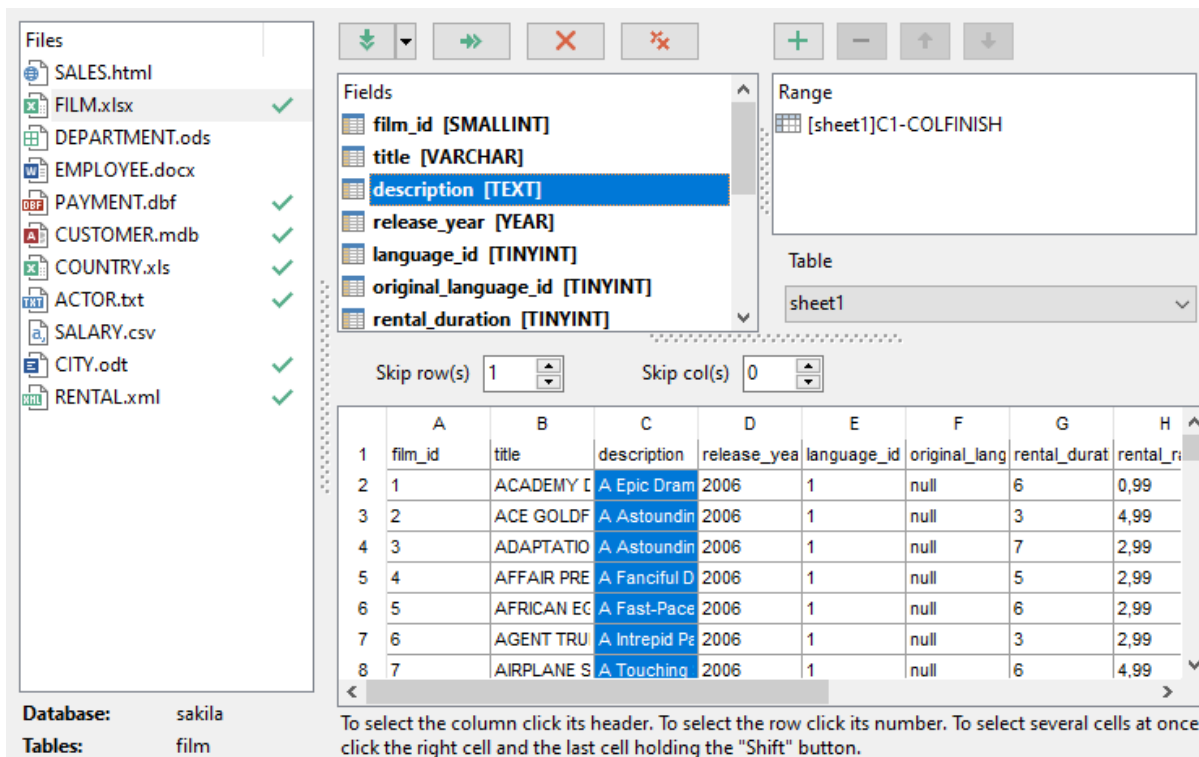 Files
SALES.html
FILM.xlsx
DEPARTMENT.ods
EMPLOYEE.docx
PAYMENT.dbf
CUSTOMER.mdb
COUNTRY.xls
ACTOR.txt
SALARY.csv
CITY.odt
RENTAL.xml
Database: sakila
Tables: film
Fields
film_id [SMALLINT]
title [VARCHAR]
description [TEXT]
release_year [YEAR]
language_id [TINYINT]
original_language_id [TINYINT]
rental_duration [TINYINT]
Range
[sheet1]C1-COLFINISH
Table
sheet1
Skip row(s) 1 Skip col(s) 0
A B C D E F G H
1 film_id title description release_yea language_id original_lang rental_durat rental_ra
2 1 ACADEMY D A Epic Dram 2006 1 null 6 0,99
3 2 ACE GOLDF A Astoundin 2006 1 null 3 4,99
4 3 ADAPTATIO A Astoundin 2006 1 null 7 2,99
5 4 AFFAIR PRE A Fanciful D 2006 1 null 5 2,99
6 5 AFRICAN EG A Fast-Pace 2006 1 null 6 2,99
7 6 AGENT TRU A Intrepid Pa 2006 1 null 3 2,99
8 7 AIRPLANE S A Touching 2006 1 null 6 4,99
To select the column click its header. To select the row click its number. To select several cells at once
click the right cell and the last cell holding the "Shift" button.